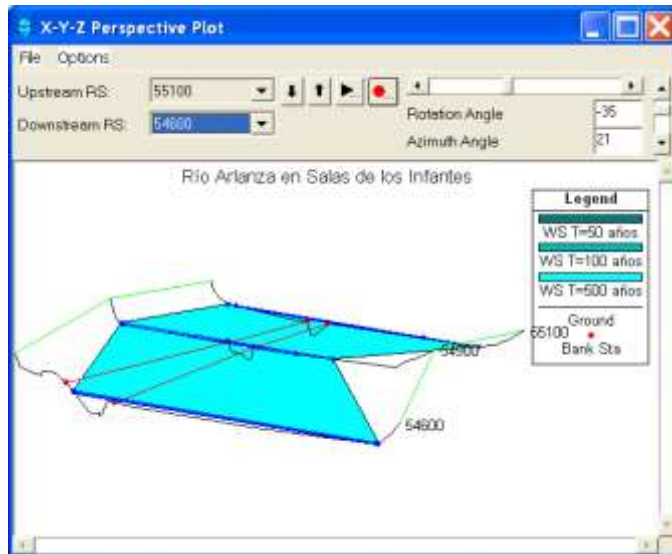 X-Y-Z Perspective Plot
File Options
Upstream RS: 55100
Downstream RS: 54600
Rotation Angle -35
Azimuth Angle 21
Río Arlanza en Salas de los Infantes
Legend
WS T=50 años
WS T=100 años
WS T=500 años
Ground
Bank Sta
55100
54900
54600